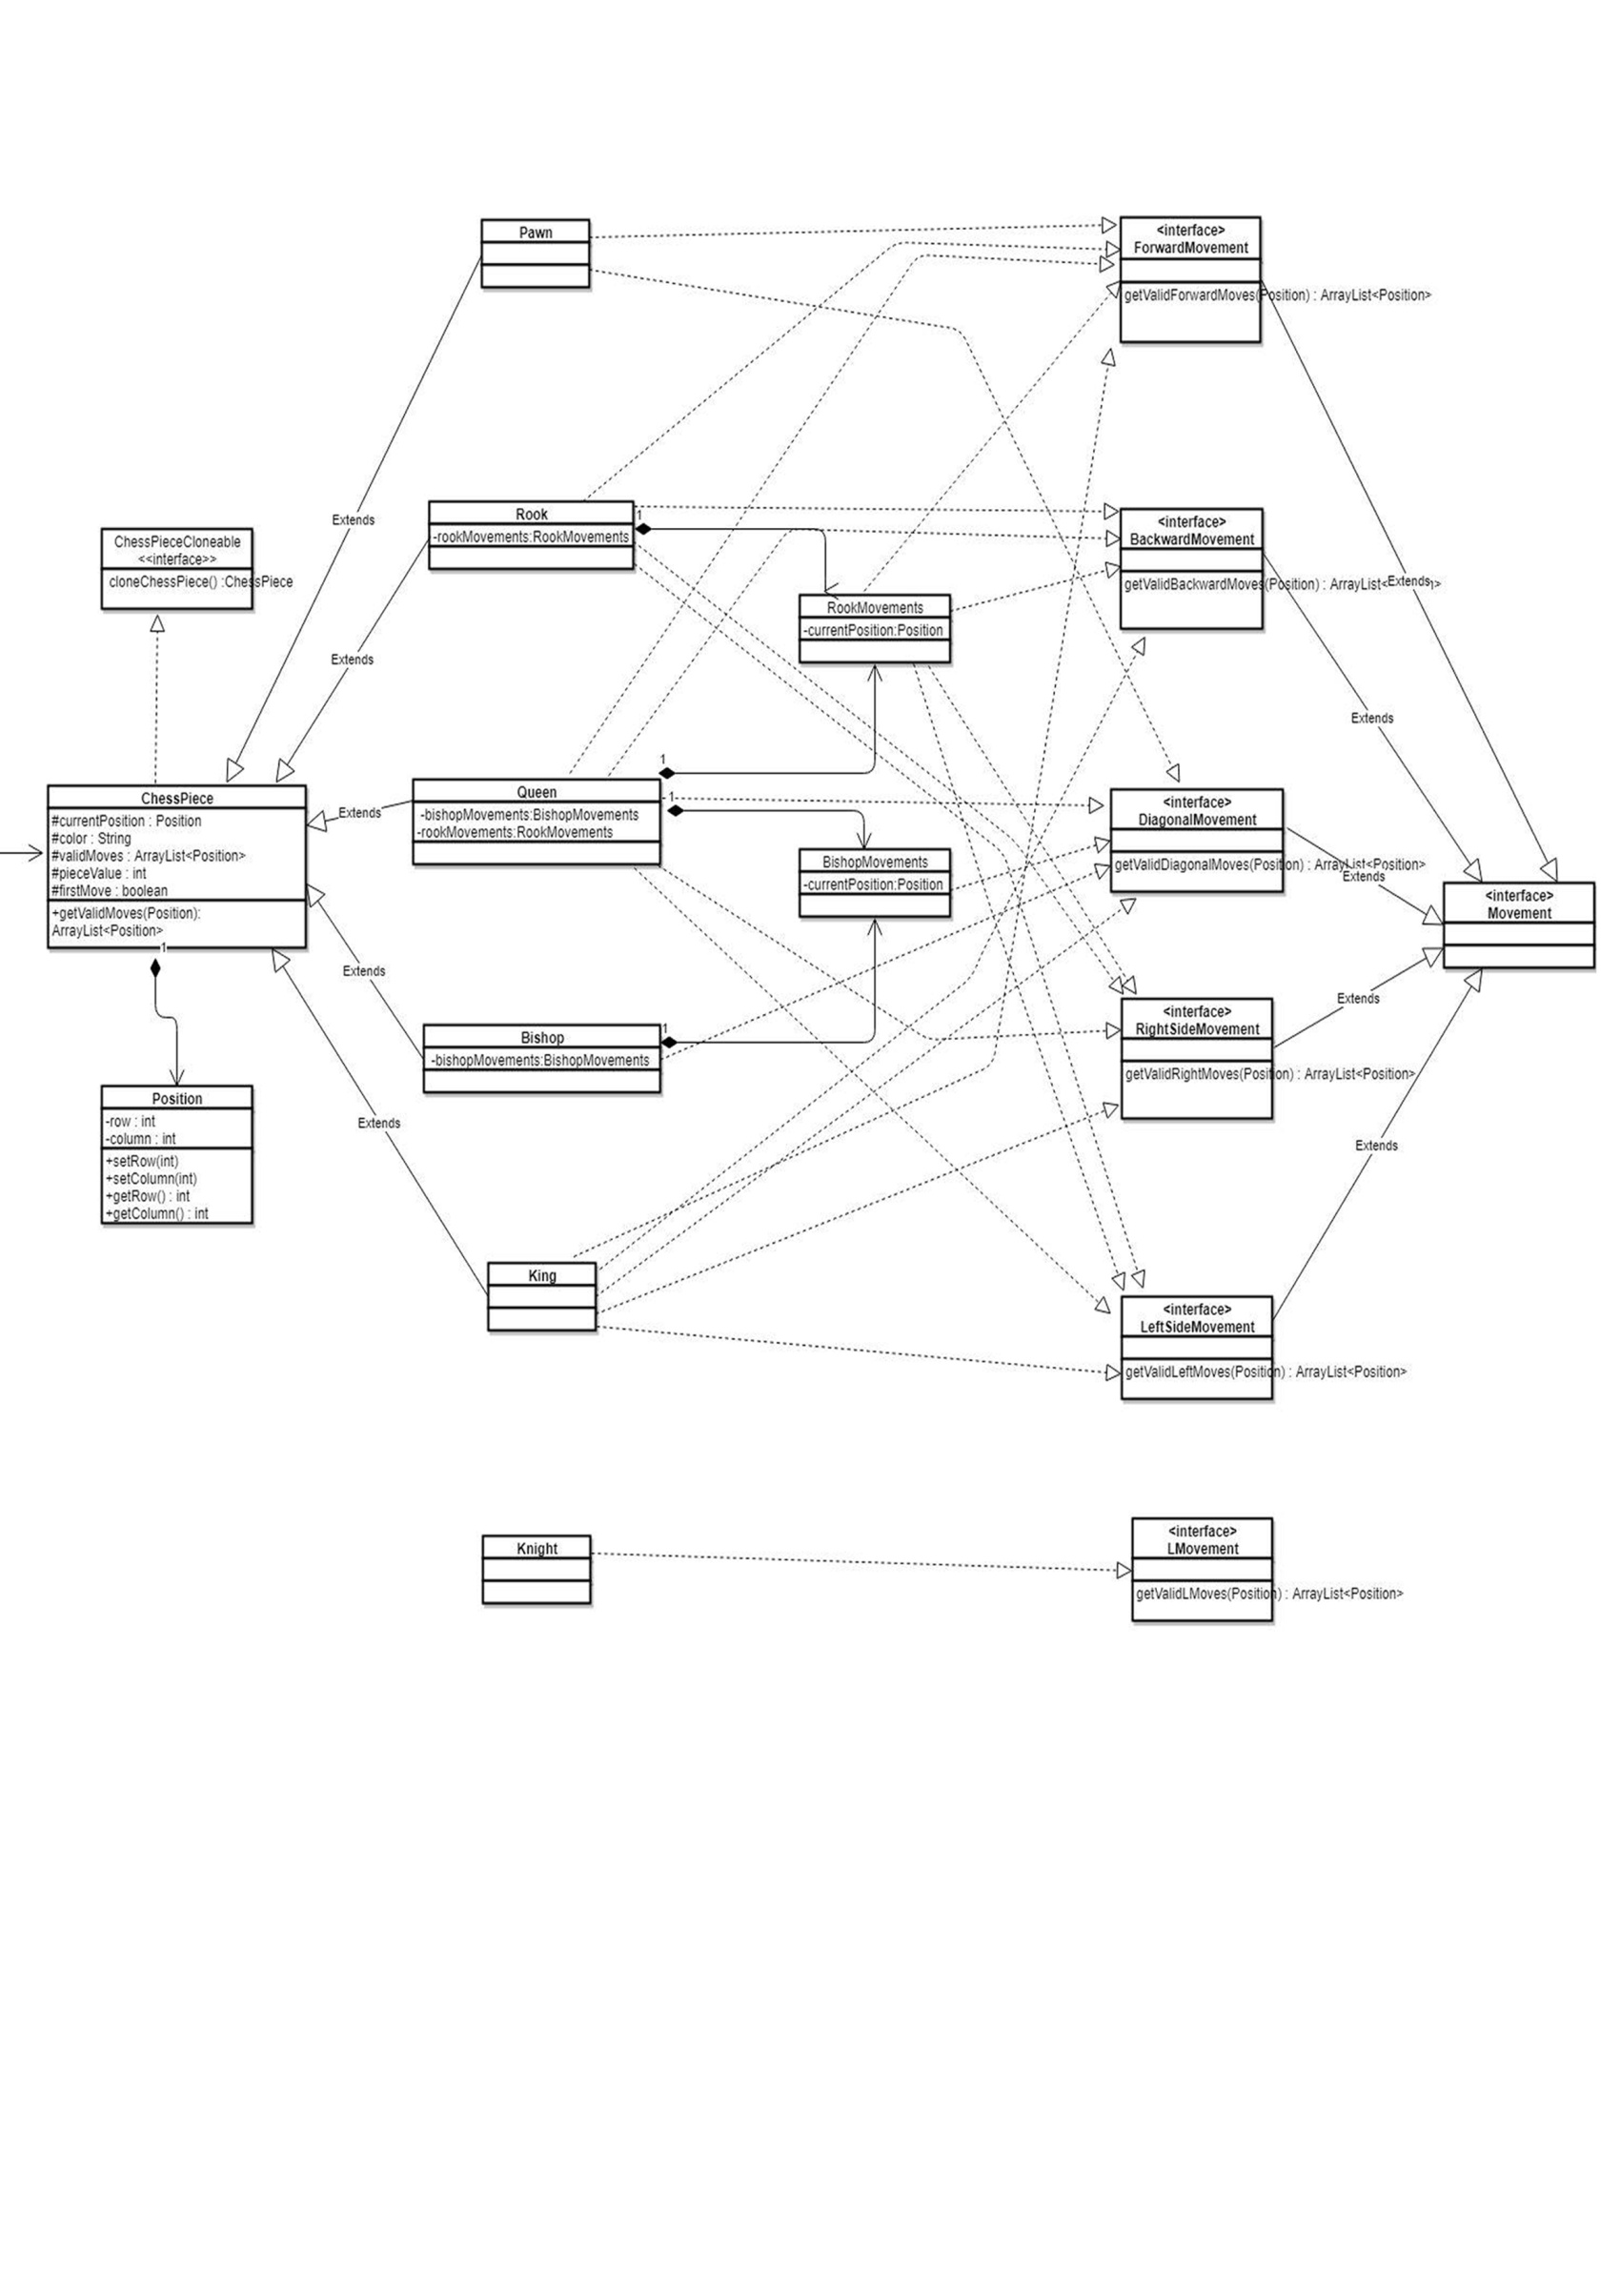 Pawn
<interface>
ForwardMovement
getValidForwardMoves(Position) : ArrayList<Position>
Extends
Rook
-rookMovements:RookMovements
1
<interface>
BackwardMovement
getValidBackwardMoves(Position) : ArrayList<
Extends
ChessPieceCloneable
<<interface>>
cloneChessPiece() :ChessPiece
RookMovements
-currentPosition:Position
Extends
Extends
1
Queen
-bishopMovements:BishopMovements
-rookMovements:RookMovements
1
Extends
ChessPiece
#currentPosition : Position
#color : String
#validMoves : ArrayList<Position>
#pieceValue : int
#firstMove : boolean
+getValidMoves(Position):
ArrayList<Position>
1
<interface>
DiagonalMovement
getValidDiagonalMoves(Position) : ArrayList<Position>
Extends
BishopMovements
-currentPosition:Position
<interface>
Movement
Extends
Bishop
-bishopMovements:BishopMovements
1
<interface>
RightSideMovement
getValidRightMoves(Position) : ArrayList<Position>
Extends
Position
-row : int
-column : int
+setRow(int)
+setColumn(int)
+getRow() : int
+getColumn() : int
Extends
Extends
King
<interface>
LeftSideMovement
getValidLeftMoves(Position) : ArrayList<Position>
Knight
<interface>
LMovement
getValidLMoves(Position) : ArrayList<Position>